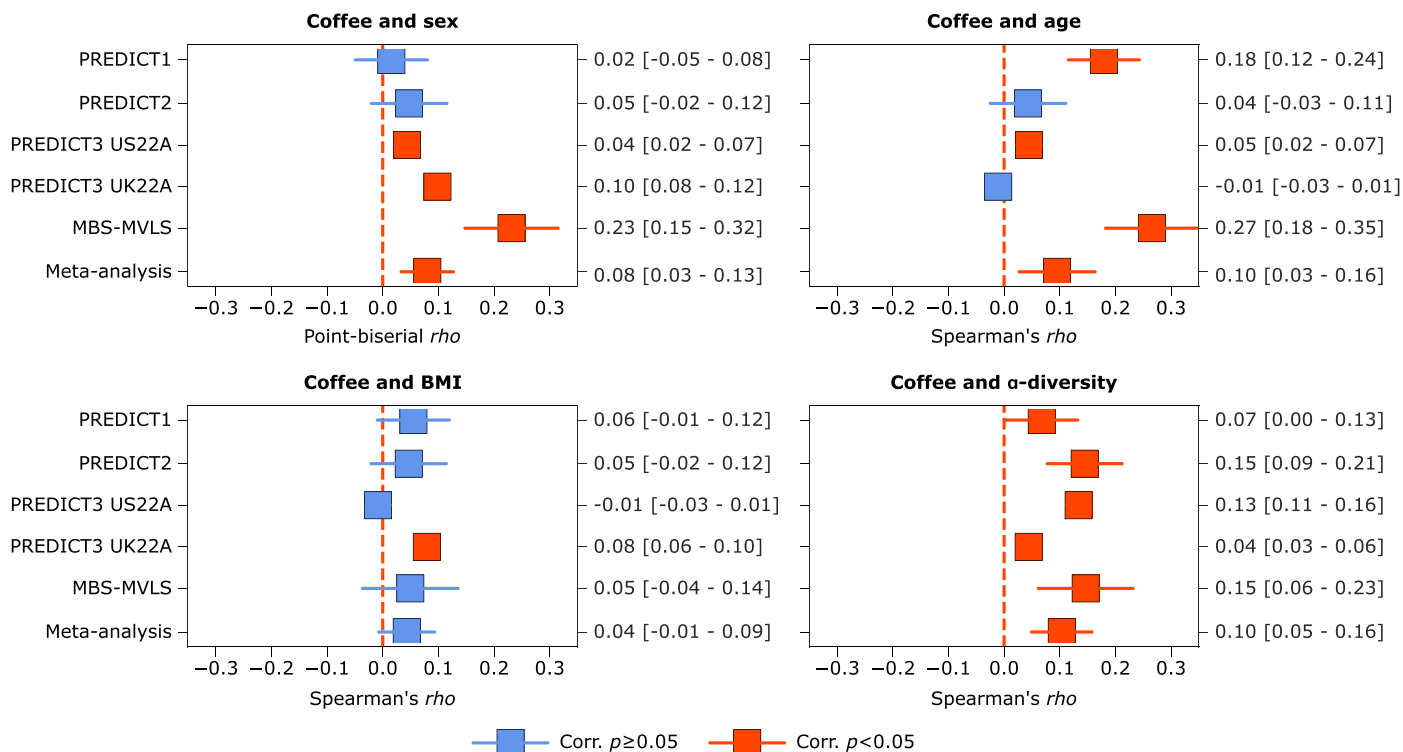 Coffee and sex
PREDICT1 0.02 [-0.05 - 0.08]
PREDICT2 0.05 [-0.02 - 0.12]
PREDICT3 US22A 0.04 [0.02 - 0.07]
PREDICT3 UK22A 0.10 [0.08 - 0.12]
MBS-MVLS 0.23 [0.15 - 0.32]
Meta-analysis 0.08 [0.03 - 0.13]
−0.3 −0.2 −0.1 0.0 0.1 0.2 0.3
Point-biserial rho
Coffee and age
0.18 [0.12 - 0.24]
0.04 [-0.03 - 0.11]
0.05 [0.02 - 0.07]
-0.01 [-0.03 - 0.01]
0.27 [0.18 - 0.35]
0.10 [0.03 - 0.16]
−0.3 −0.2 −0.1 0.0 0.1 0.2 0.3
Spearman's rho
Coffee and BMI
PREDICT1 0.06 [-0.01 - 0.12]
PREDICT2 0.05 [-0.02 - 0.12]
PREDICT3 US22A -0.01 [-0.03 - 0.01]
PREDICT3 UK22A 0.08 [0.06 - 0.10]
MBS-MVLS 0.05 [-0.04 - 0.14]
Meta-analysis 0.04 [-0.01 - 0.09]
−0.3 −0.2 −0.1 0.0 0.1 0.2 0.3
Spearman's rho
Coffee and α-diversity
0.07 [0.00 - 0.13]
0.15 [0.09 - 0.21]
0.13 [0.11 - 0.16]
0.04 [0.03 - 0.06]
0.15 [0.06 - 0.23]
0.10 [0.05 - 0.16]
−0.3 −0.2 −0.1 0.0 0.1 0.2 0.3
Spearman's rho
Corr. p≥0.05 Corr. p<0.05